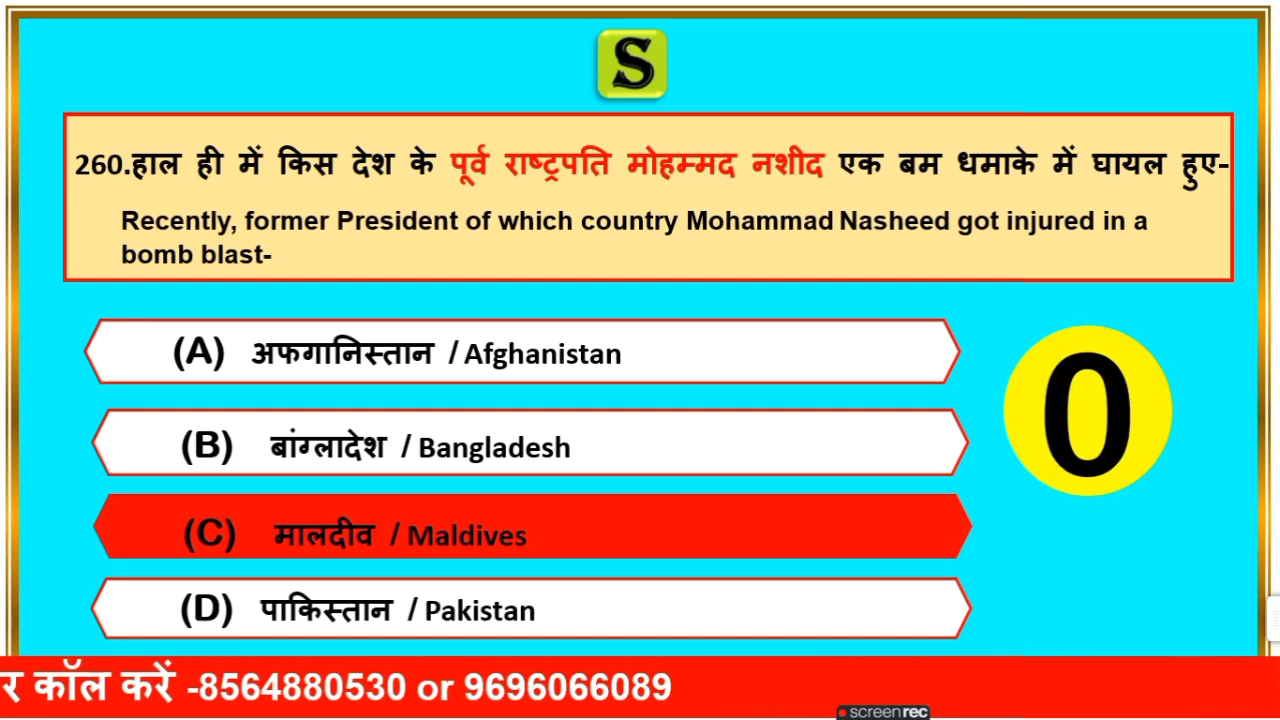 S
260.हाल ही में किस देश के पूर्व राष्ट्रपति मोहम्मद नशीद एक बम धमाके में घायल हुए-
Recently, former President of which country Mohammad Nasheed got injured in a
bomb blast-
(A) अफगानिस्तान / Afghanistan
(B) बांग्लादेश / Bangladesh
(C) मालदीव / Maldives
(D) पाकिस्तान / Pakistan
0
र कॉल करें -8564880530 or 9696066089
screenrec